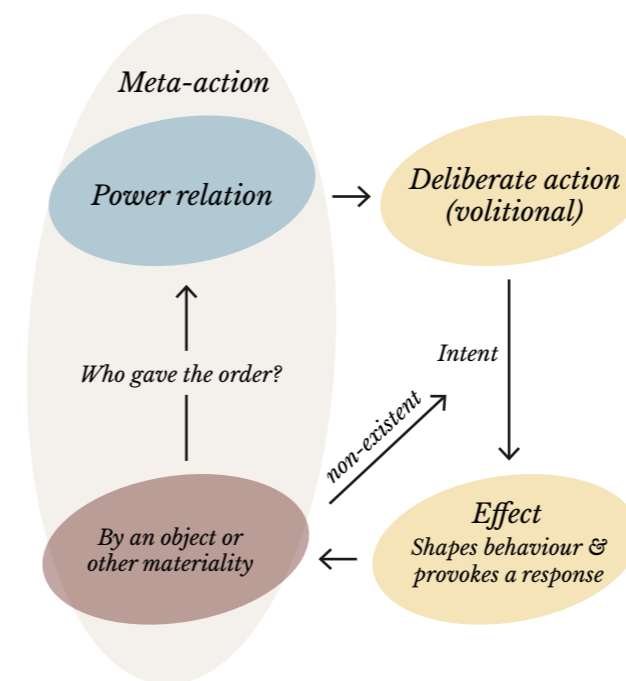 Meta-action
Power relation
Deliberate action
(volitional)
Intent
Who gave the order?
non-existent
By an object or
other materiality
Effect
Shapes behaviour &
provokes a response